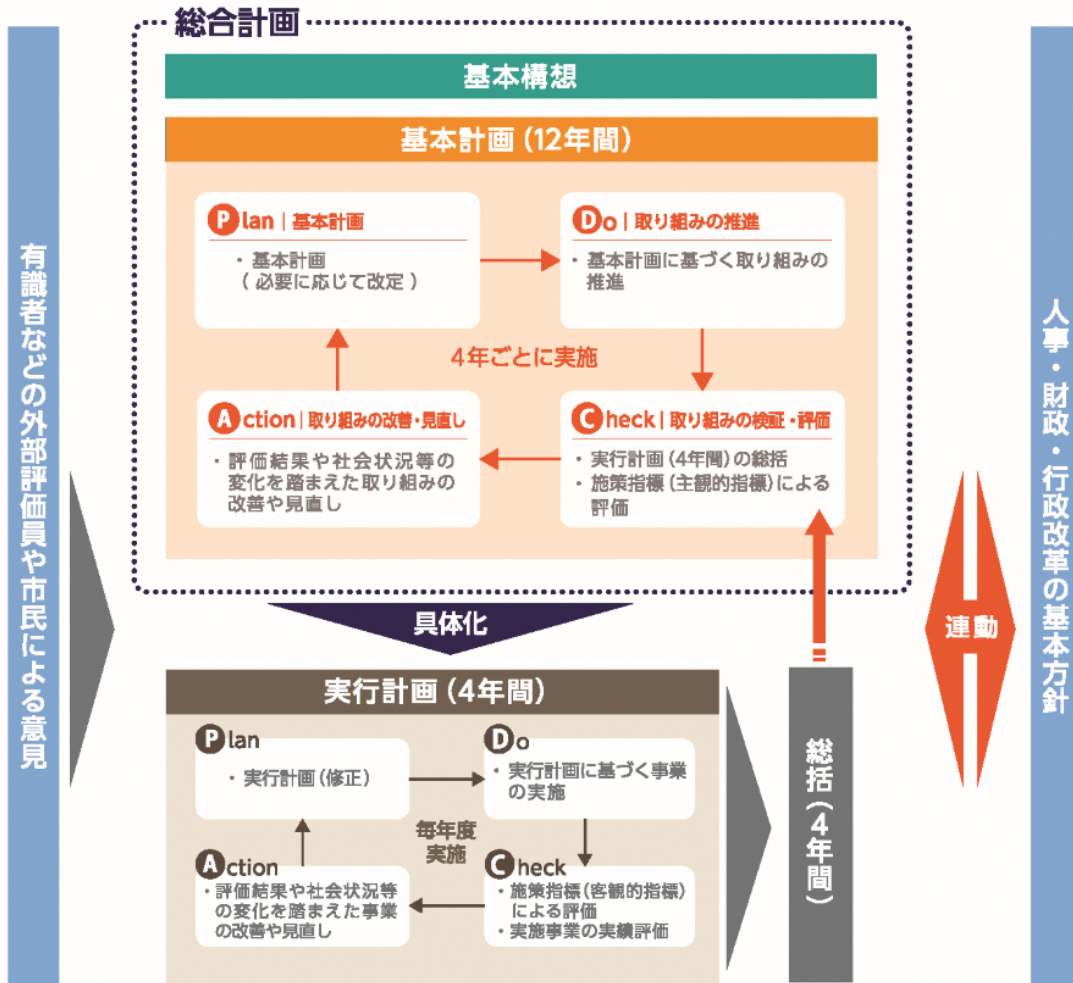 総合計画
基本構想
基本計画（12年間）
Plan｜基本計画
・基本計画
（必要に応じて改定）
Do｜取り組みの推進
・基本計画に基づく取り組みの
推進
4年ごとに実施
Action｜取り組みの改善・見直し
・評価結果や社会状況等の
変化を踏まえた取り組みの
改善や見直し
Check｜取り組みの検証・評価
・実行計画（4年間）の総括
・施策指標（主観的指標）による
評価
有識者などの外部評価員や市民による意見
人事・財政・行政改革の基本方針
連動
具体化
実行計画（4年間）
Plan
・実行計画（修正）
Do
・実行計画に基づく事業
の実施
毎年度
実施
Action
・評価結果や社会状況等
の変化を踏まえた事業
の改善や見直し
Check
・施策指標（客観的指標）
による評価
・実施事業の実績評価
総括（4年間）